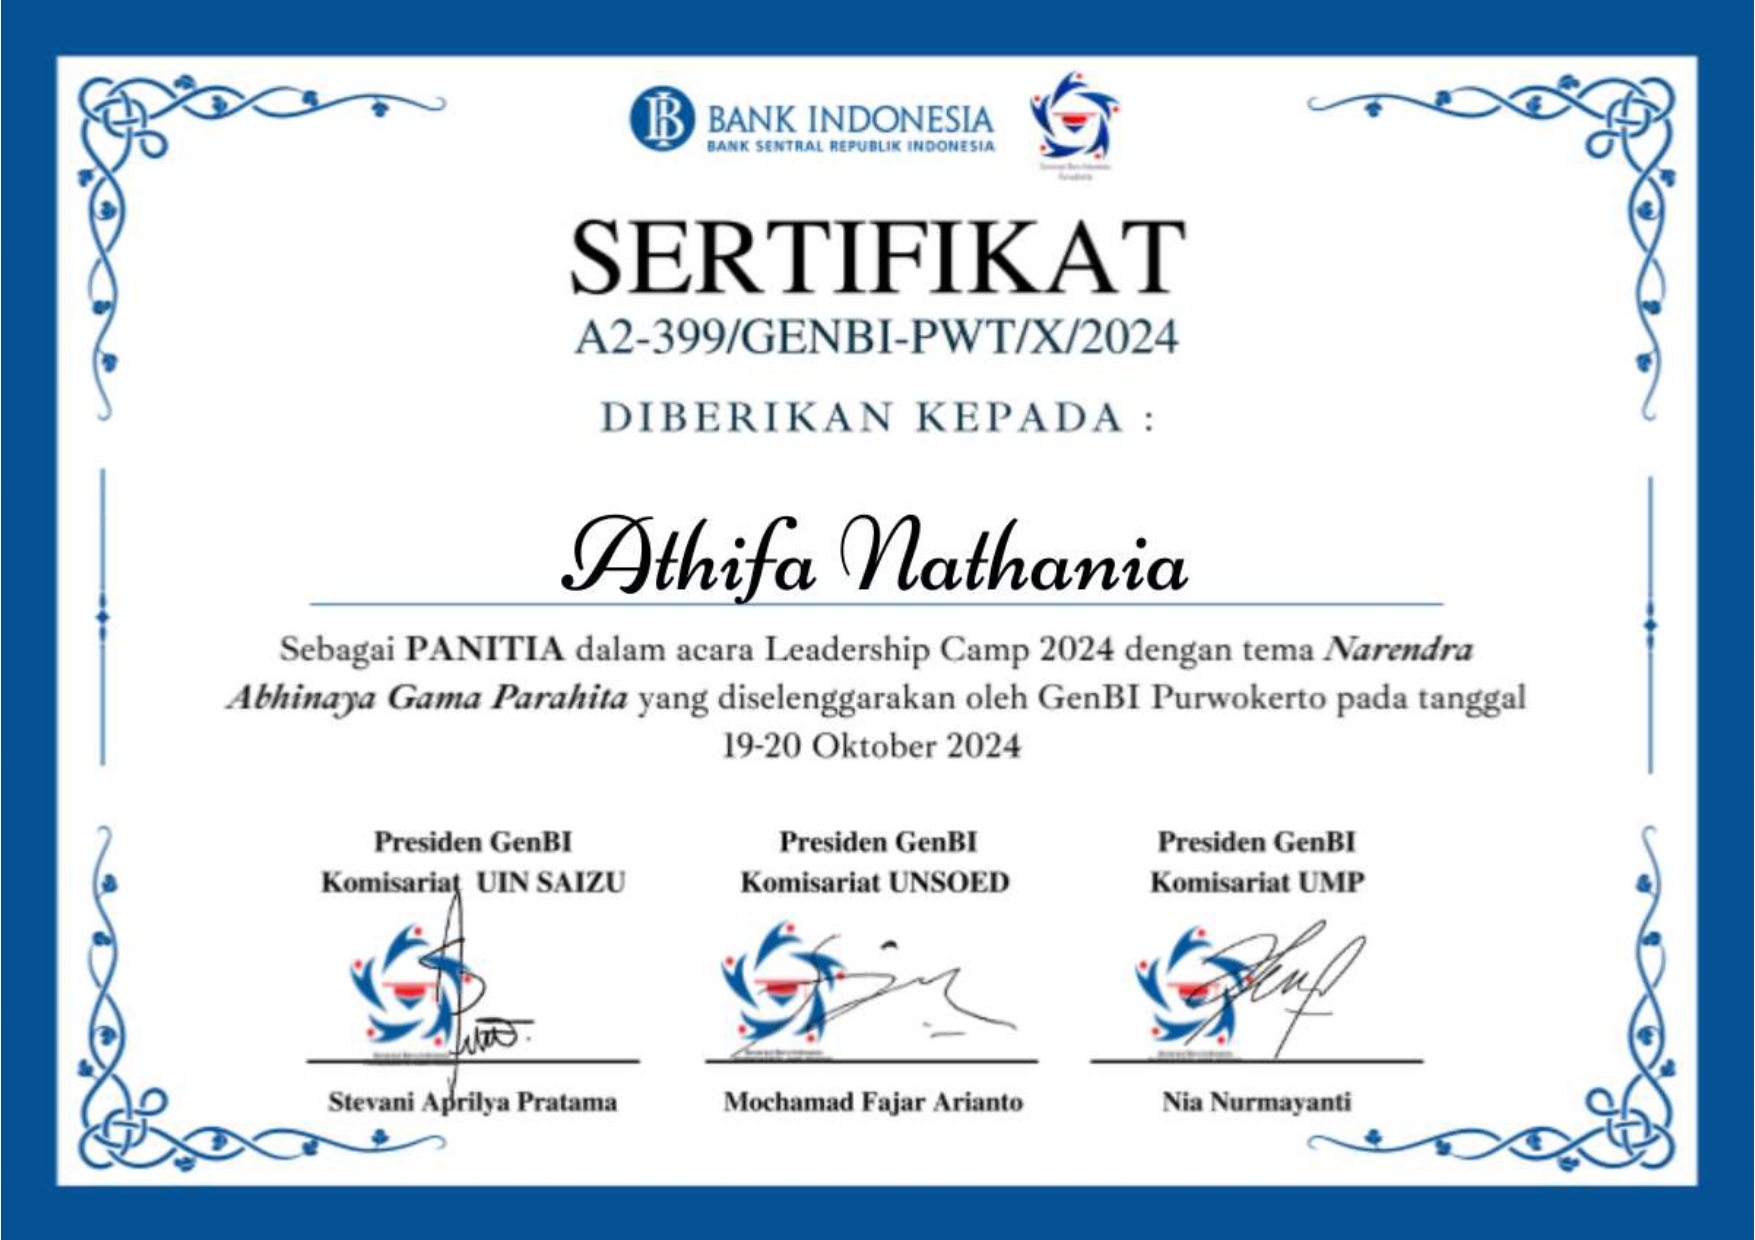 BANK INDONESIA
BANK SENTRAL REPUBLIK INDONESIA
SERTIFIKAT
A2-399/GENBI-PWT/X/2024
DIBERIKAN KEPADA :
Athifa Nathania
Sebagai PANITIA dalam acara Leadership Camp 2024 dengan tema Narendra
Abhinaya Gama Parahita yang diselenggarakan oleh GenBI Purwokerto pada tanggal
19-20 Oktober 2024
Presiden GenBI
Komisariat UIN SAIZU
Stevani Aprilya Pratama
Presiden GenBI
Komisariat UNSOED
Mochamad Fajar Arianto
Presiden GenBI
Komisariat UMP
Nia Nurmayanti